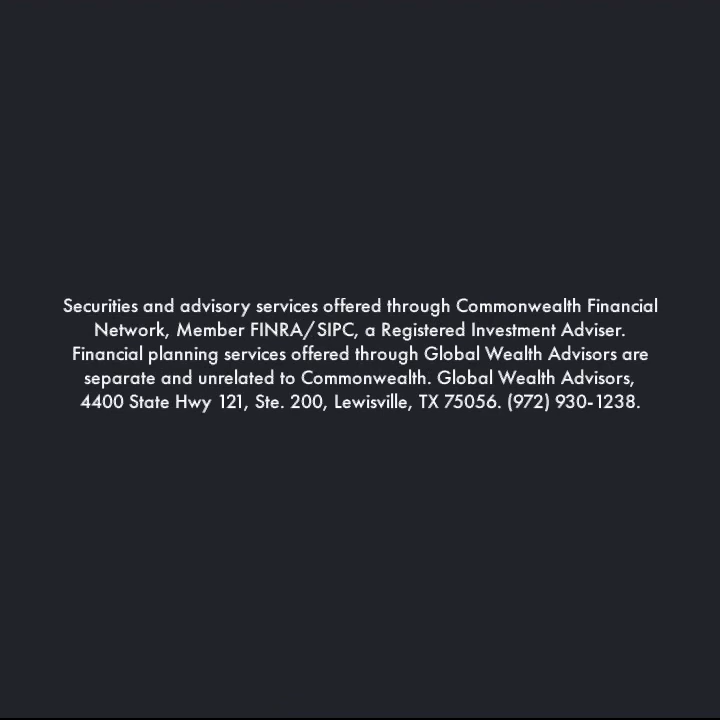 Securities and advisory services offered through Commonwealth Financial
Network, Member FINRA/SIPC, a Registered Investment Adviser.
Financial planning services offered through Global Wealth Advisors are
separate and unrelated to Commonwealth. Global Wealth Advisors,
4400 State Hwy 121, Ste. 200, Lewisville, TX 75056. (972) 930-1238.